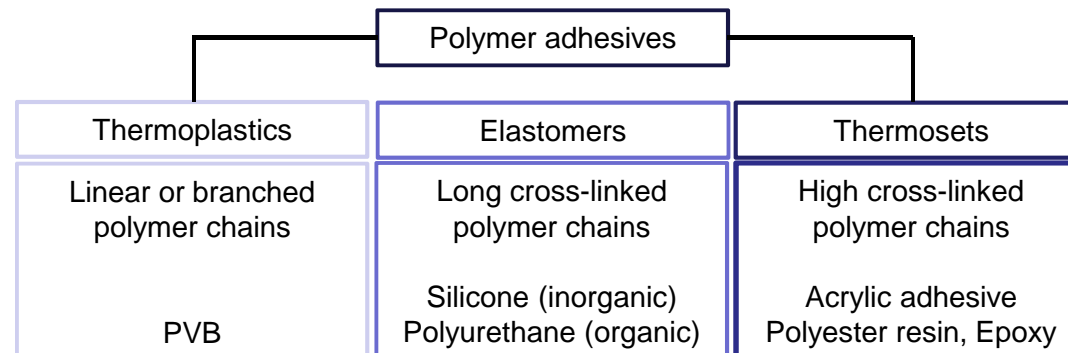 Polymer adhesives
Thermoplastics
Elastomers
Thermosets
Linear or branched
polymer chains
PVB
Long cross-linked
polymer chains
Silicone (inorganic)
Polyurethane (organic)
High cross-linked
polymer chains
Acrylic adhesive
Polyester resin, Epoxy